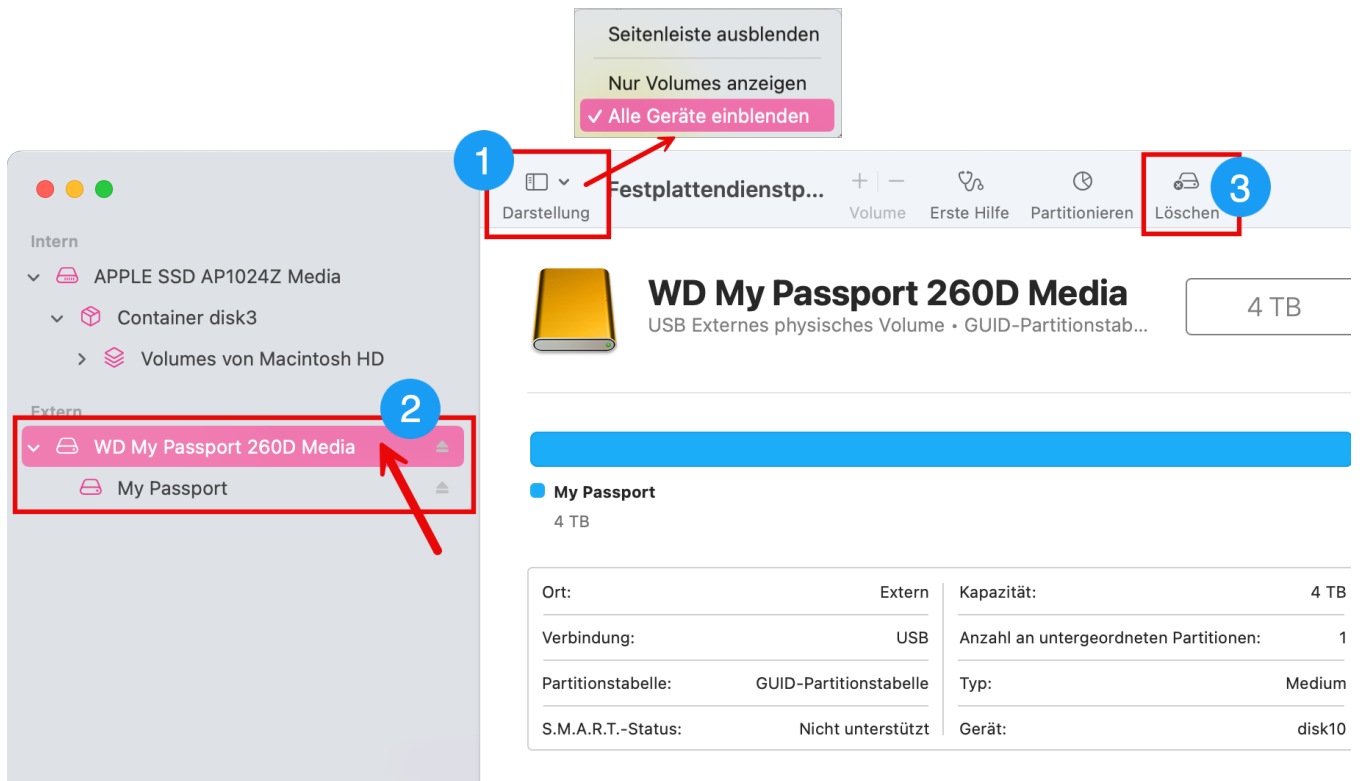 Seitenleiste ausblenden
Nur Volumes anzeigen
✓ Alle Geräte einblenden
1
Darstellung
Festplattendienstp...
Volume
Erste Hilfe
Partitionieren
Löschen
3
Intern
APPLE SSD AP1024Z Media
Container disk3
Volumes von Macintosh HD
Extern
2
WD My Passport 260D Media
My Passport
WD My Passport 260D Media
USB Externes physisches Volume • GUID-Partitionstab...
4 TB
My Passport
4 TB
Ort: Extern
Verbindung: USB
Partitionstabelle: GUID-Partitionstabelle
S.M.A.R.T.-Status: Nicht unterstützt
Kapazität: 4 TB
Anzahl an untergeordneten Partitionen: 1
Typ: Medium
Gerät: disk10